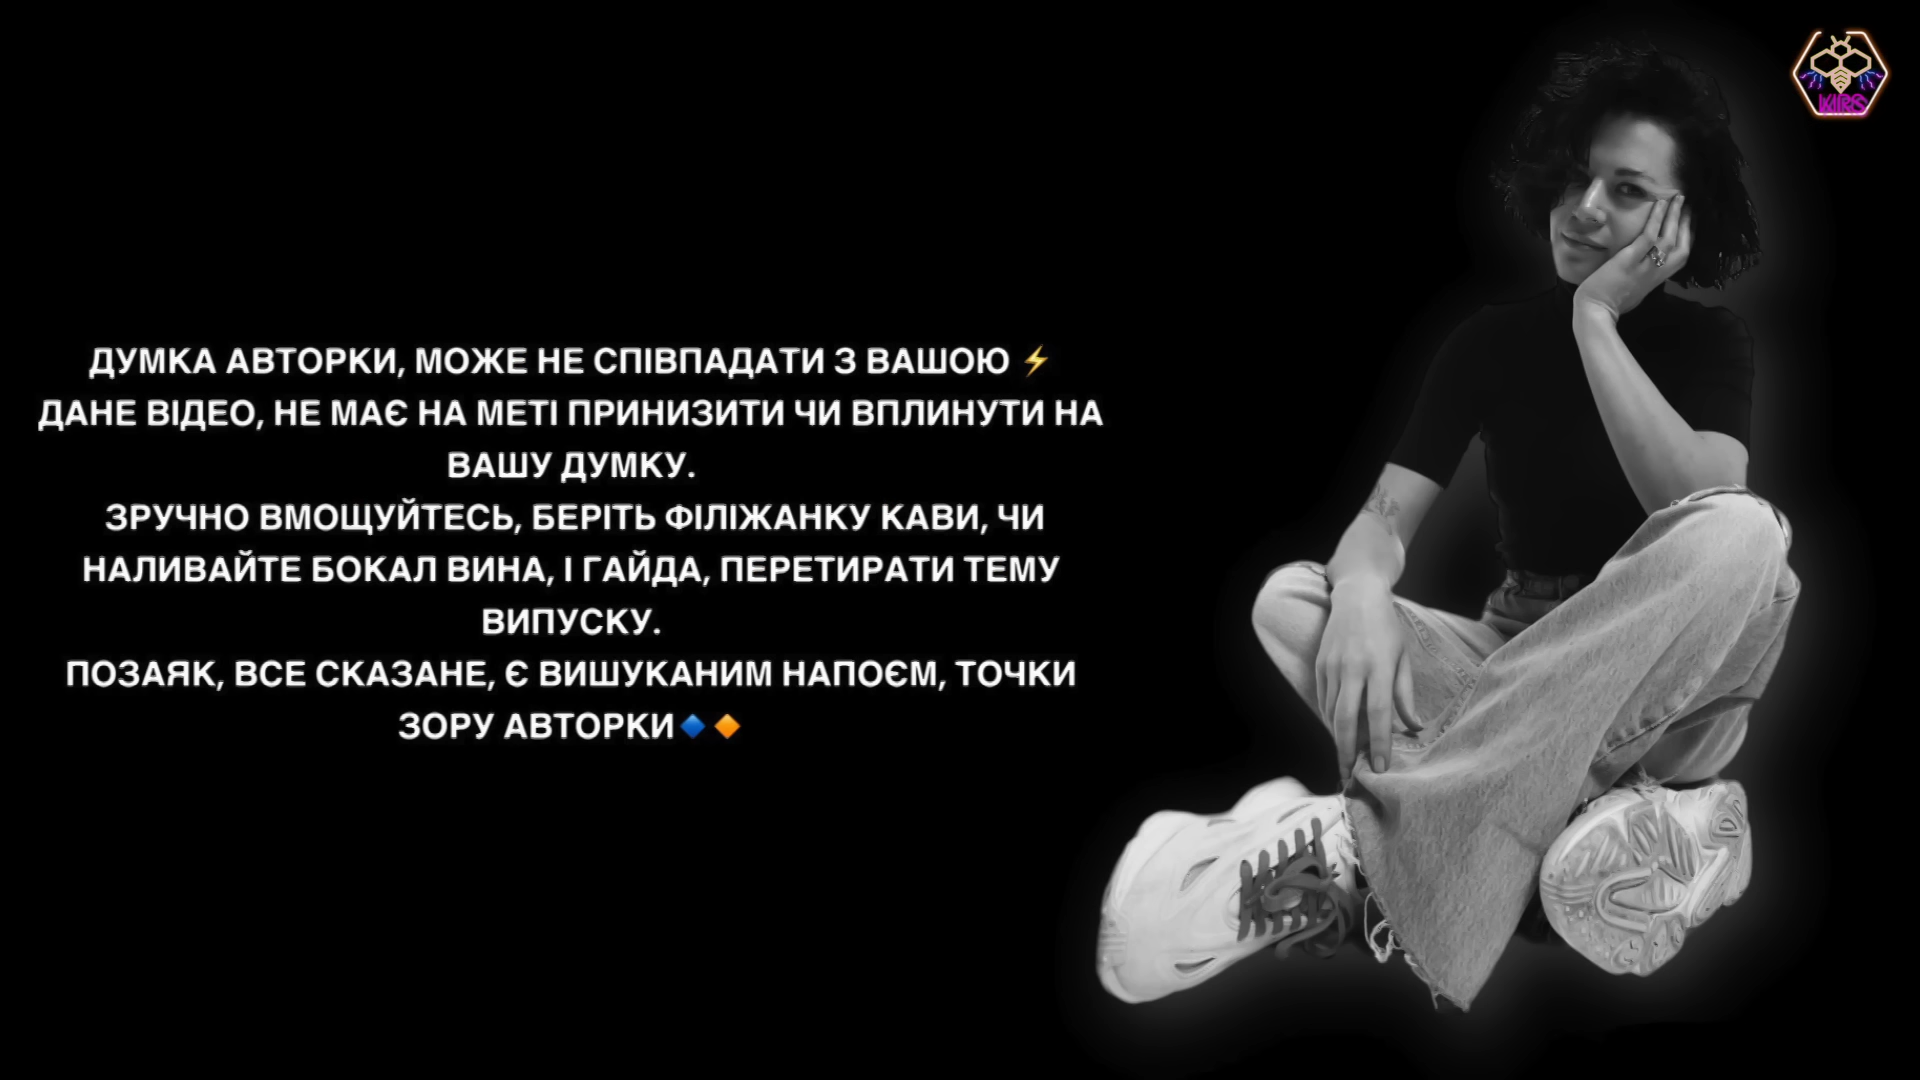 ДУМКА АВТОРКИ, МОЖЕ НЕ СПІВПАДАТИ З ВАШОЮ ⚡
ДАНЕ ВІДЕО, НЕ МАЄ НА МЕТІ ПРИНИЗИТИ ЧИ ВПЛИНУТИ НА
ВАШУ ДУМКУ.
ЗРУЧНО ВМОЩУЙТЕСЬ, БЕРІТЬ ФІЛІЖАНКУ КАВИ, ЧИ
НАЛИВАЙТЕ БОКАЛ ВИНА, І ГАЙДА, ПЕРЕТИРАТИ ТЕМУ
ВИПУСКУ.
ПОЗАЯК, ВСЕ СКАЗАНЕ, Є ВИШУКАНИМ НАПОЄМ, ТОЧКИ
ЗОРУ АВТОРКИ🔷🔶